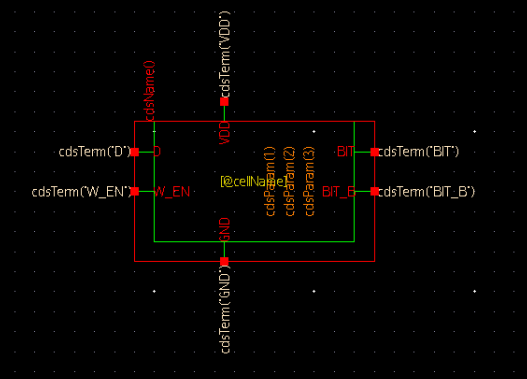 cdsTerm("VDD")
cdsName()
VDD
cdsTerm("D")
D
BIT
cdsTerm("BIT")
cdsParam(1)
cdsParam(2)
cdsParam(3)
[@cellName]
cdsTerm("W_EN")
W_EN
BIT_B
cdsTerm("BIT_B")
GND
cdsTerm("GND")